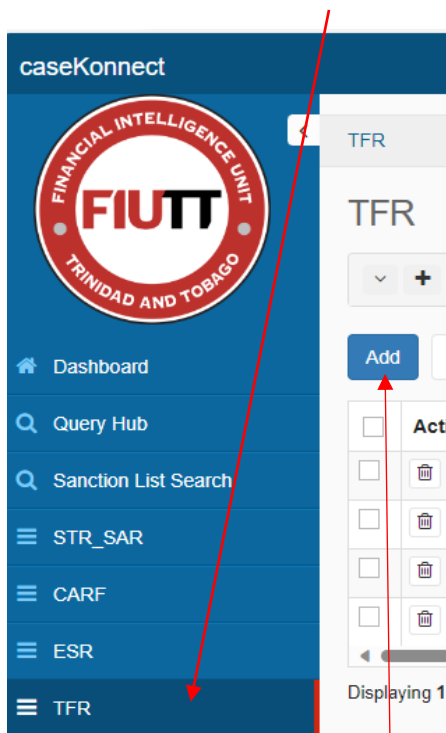 caseKonnect
FINANCIAL INTELLIGENCE UNIT
FIUTT
TRINIDAD AND TOBAGO
Dashboard
Query Hub
Sanction List Search
STR_SAR
CARF
ESR
TFR
TFR
TFR
Add
Acti
Displaying 1